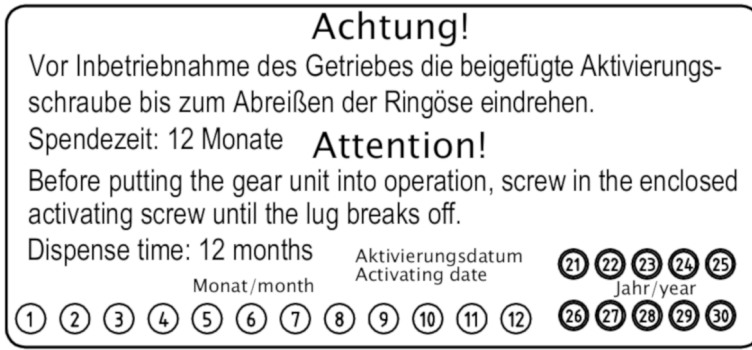 Achtung!
Vor Inbetriebnahme des Getriebes die beigefügte Aktivierungs-
schraube bis zum Abreißen der Ringöse eindrehen.
Spendezeit: 12 Monate
Attention!
Before putting the gear unit into operation, screw in the enclosed
activating screw until the lug breaks off.
Dispense time: 12 months
Aktivierungsdatum
Activating date
Monat/month
1 2 3 4 5 6 7 8 9 10 11 12
21 22 23 24 25
Jahr/year
26 27 28 29 30